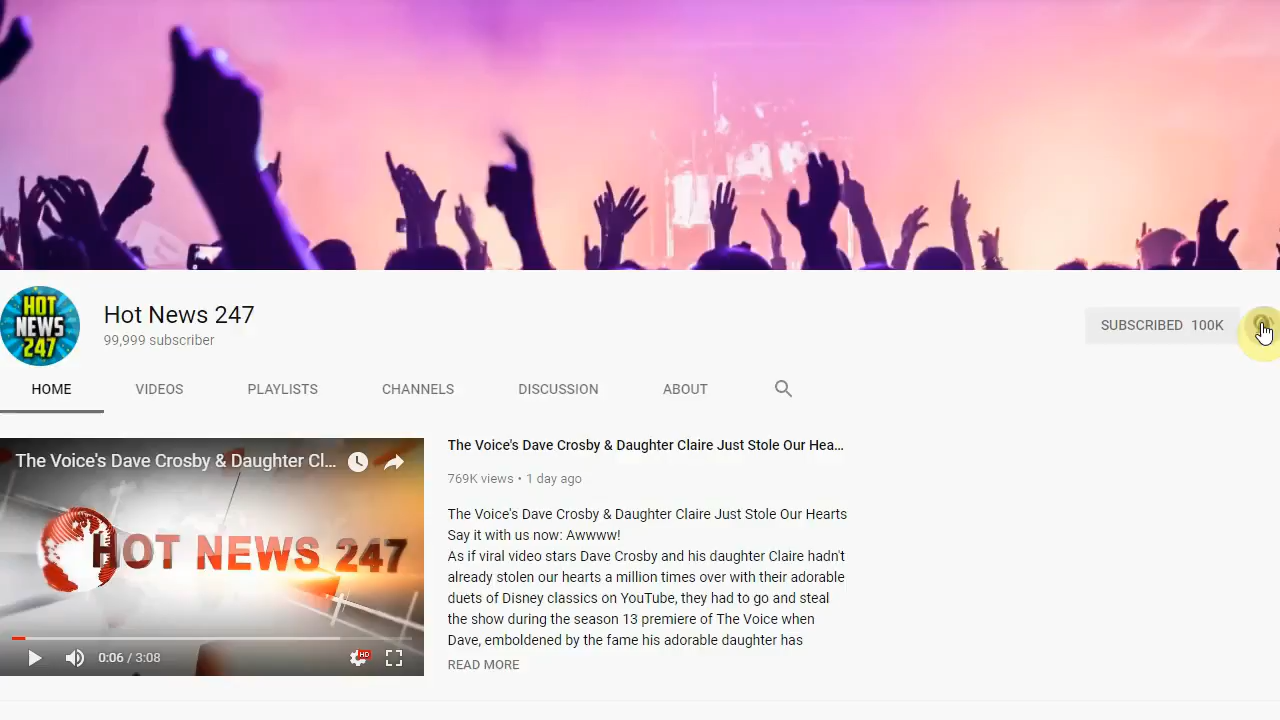 HOT
NEWS
247
Hot News 247
99,999 subscriber
SUBSCRIBED 100K
HOME VIDEOS PLAYLISTS CHANNELS DISCUSSION ABOUT
The Voice's Dave Crosby & Daughter Cl...
HOT NEWS 247
HD
0:06 / 3:08
The Voice's Dave Crosby & Daughter Claire Just Stole Our Hea...
769K views • 1 day ago
The Voice's Dave Crosby & Daughter Claire Just Stole Our Hearts
Say it with us now: Awwww!
As if viral video stars Dave Crosby and his daughter Claire hadn't
already stolen our hearts a million times over with their adorable
duets of Disney classics on YouTube, they had to go and steal
the show during the season 13 premiere of The Voice when
Dave, emboldened by the fame his adorable daughter has
READ MORE